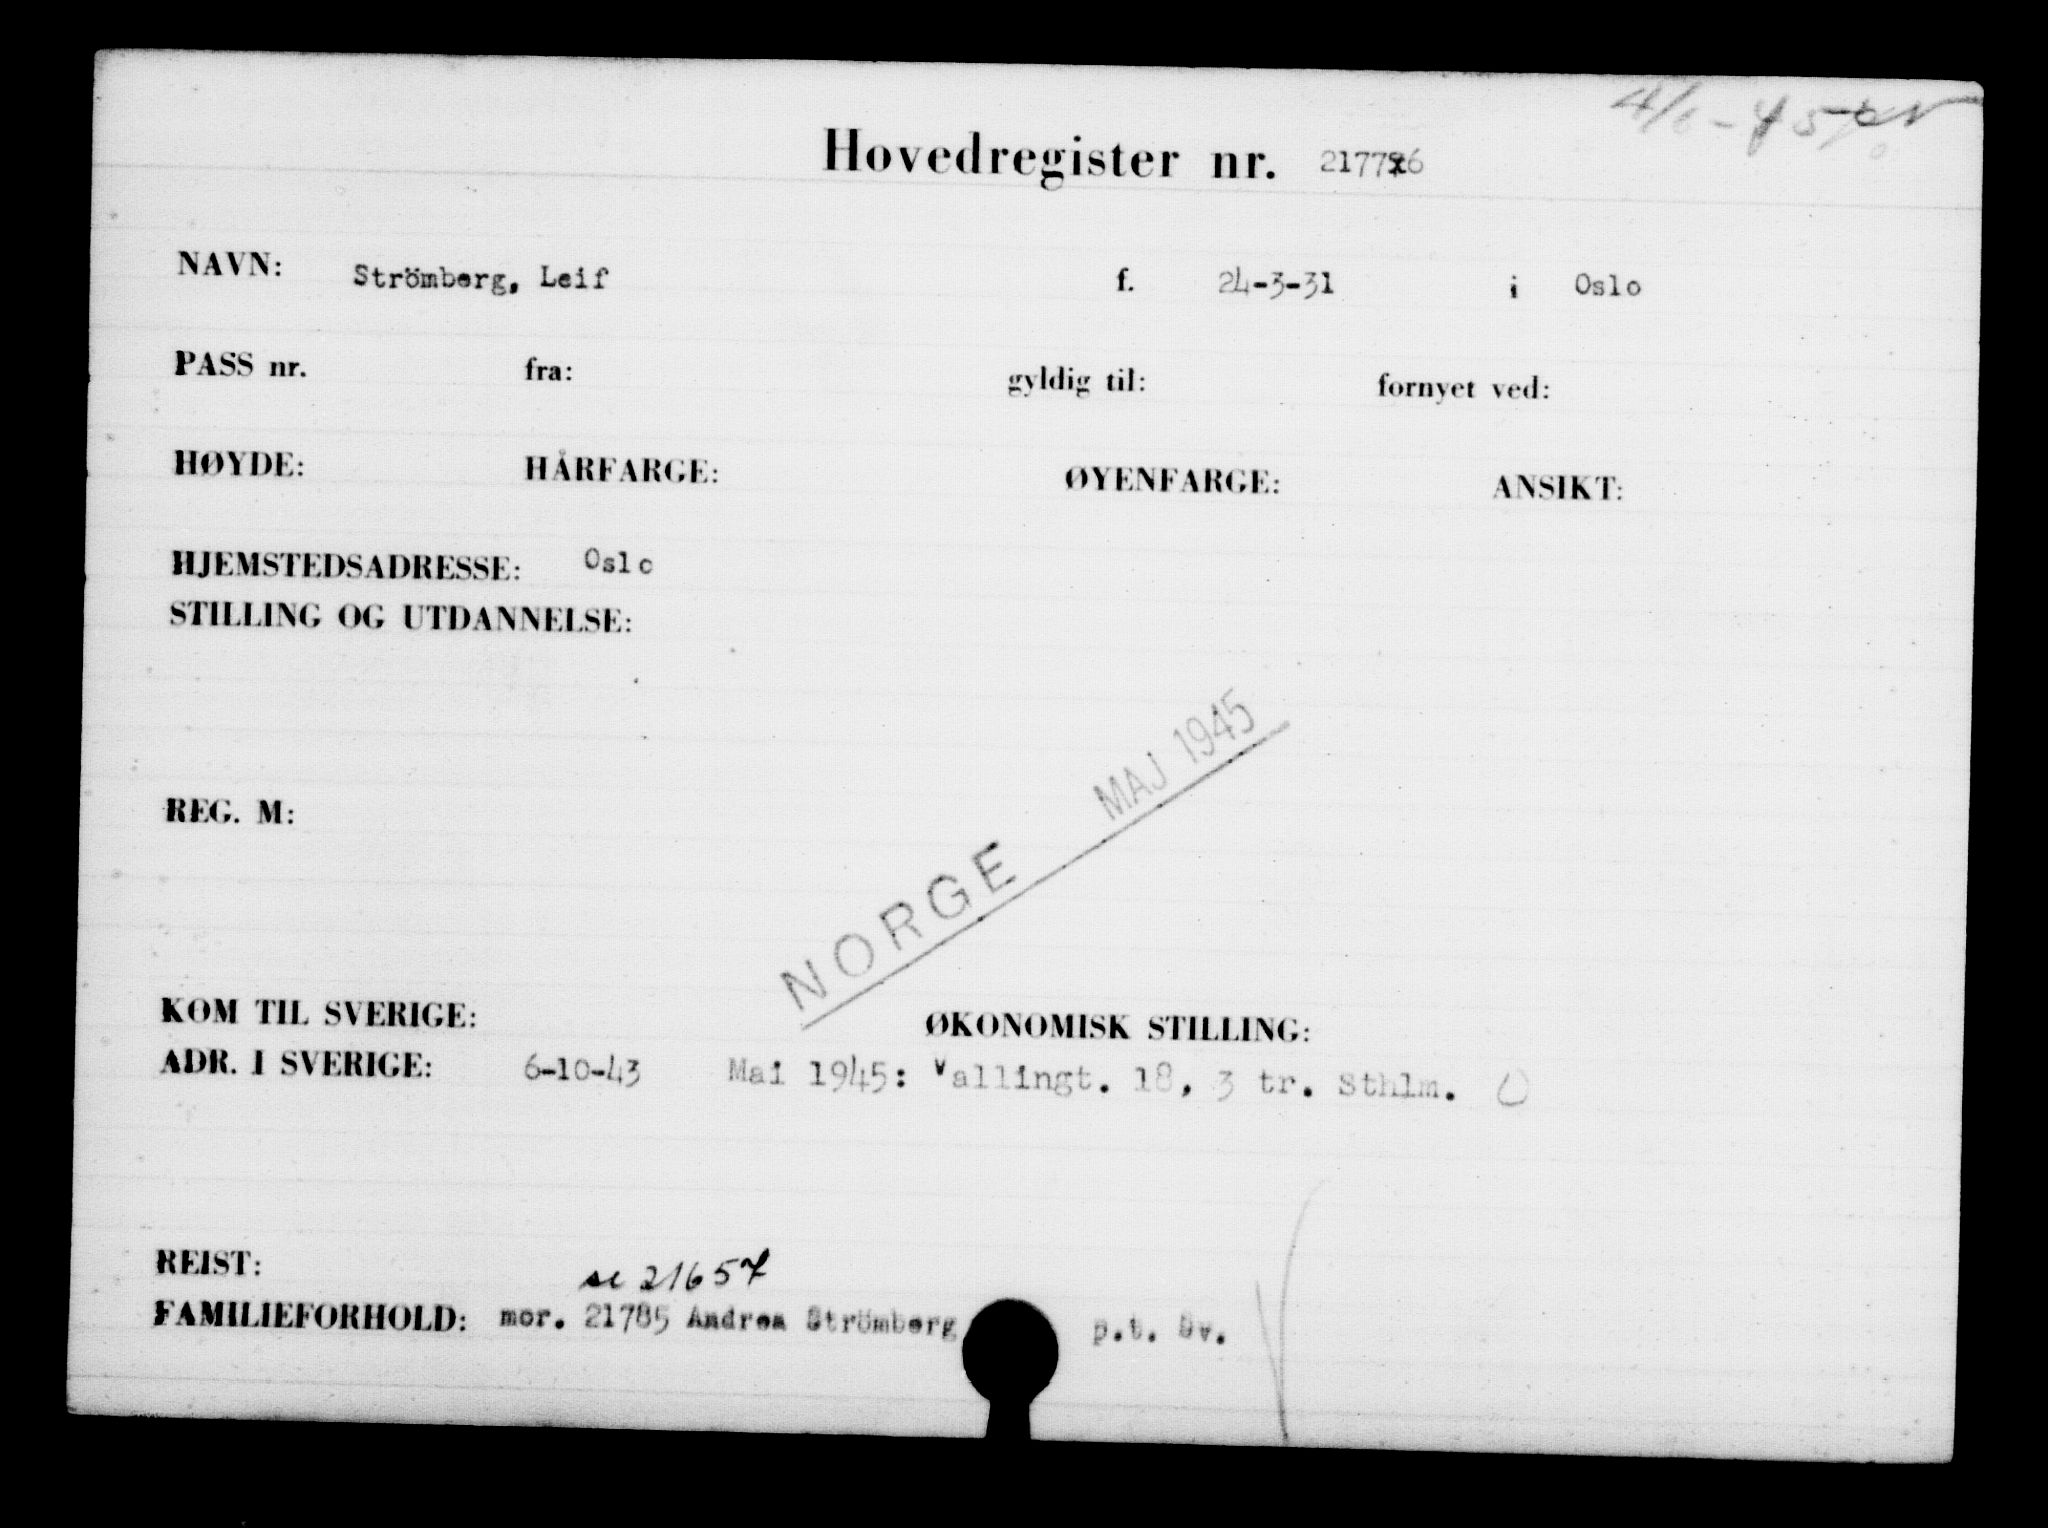 4/6-45
Hovedregister nr. 217726
NAVN: Strömberg, Leif f. 24-3-31 i Oslo
PASS nr. fra: gyldig til: fornyet ved:
HØYDE: HÅRFARGE: ØYENFARGE: ANSIKT:
HJEMSTEDSADRESSE: Oslo
STILLING OG UTDANNELSE:
NORGE MAJ 1945
REG. M:
KOM TIL SVERIGE: ØKONOMISK STILLING:
ADR. I SVERIGE: 6-10-43 Mai 1945: Vallingt. 18, 3 tr. Sthlm.
REIST:
se 21657
FAMILIEFORHOLD: mor. 21785 Andrea Strömberg p.t. Sv.